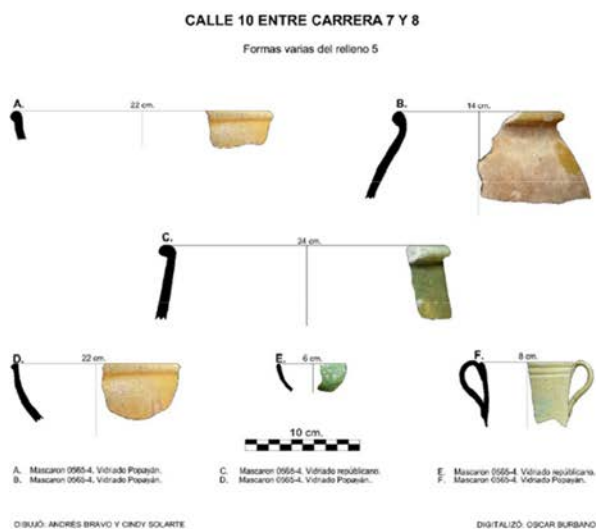 CALLE 10 ENTRE CARRERA 7 Y 8
Formas varias del relleno 5
A. 22 cm.
B. 14 cm.
C. 24 cm.
D. 22 cm.
E. 6 cm.
F. 8 cm.
10 cm.
A. Mascaron 0565-4. Vidriado Popayán.
B. Mascaron 0565-4. Vidriado Popayán.
C. Mascaron 0565-4. Vidriado repúblicano.
D. Mascaron 0565-4. Vidriado Popayán.
E. Mascaron 0565-4. Vidriado repúblicano.
F. Mascaron 0565-4. Vidriado Popayán.
DIBUJÓ: ANDRÉS BRAVO Y CINDY SOLARTE
DIGITALIZÓ: OSCAR BURBANO